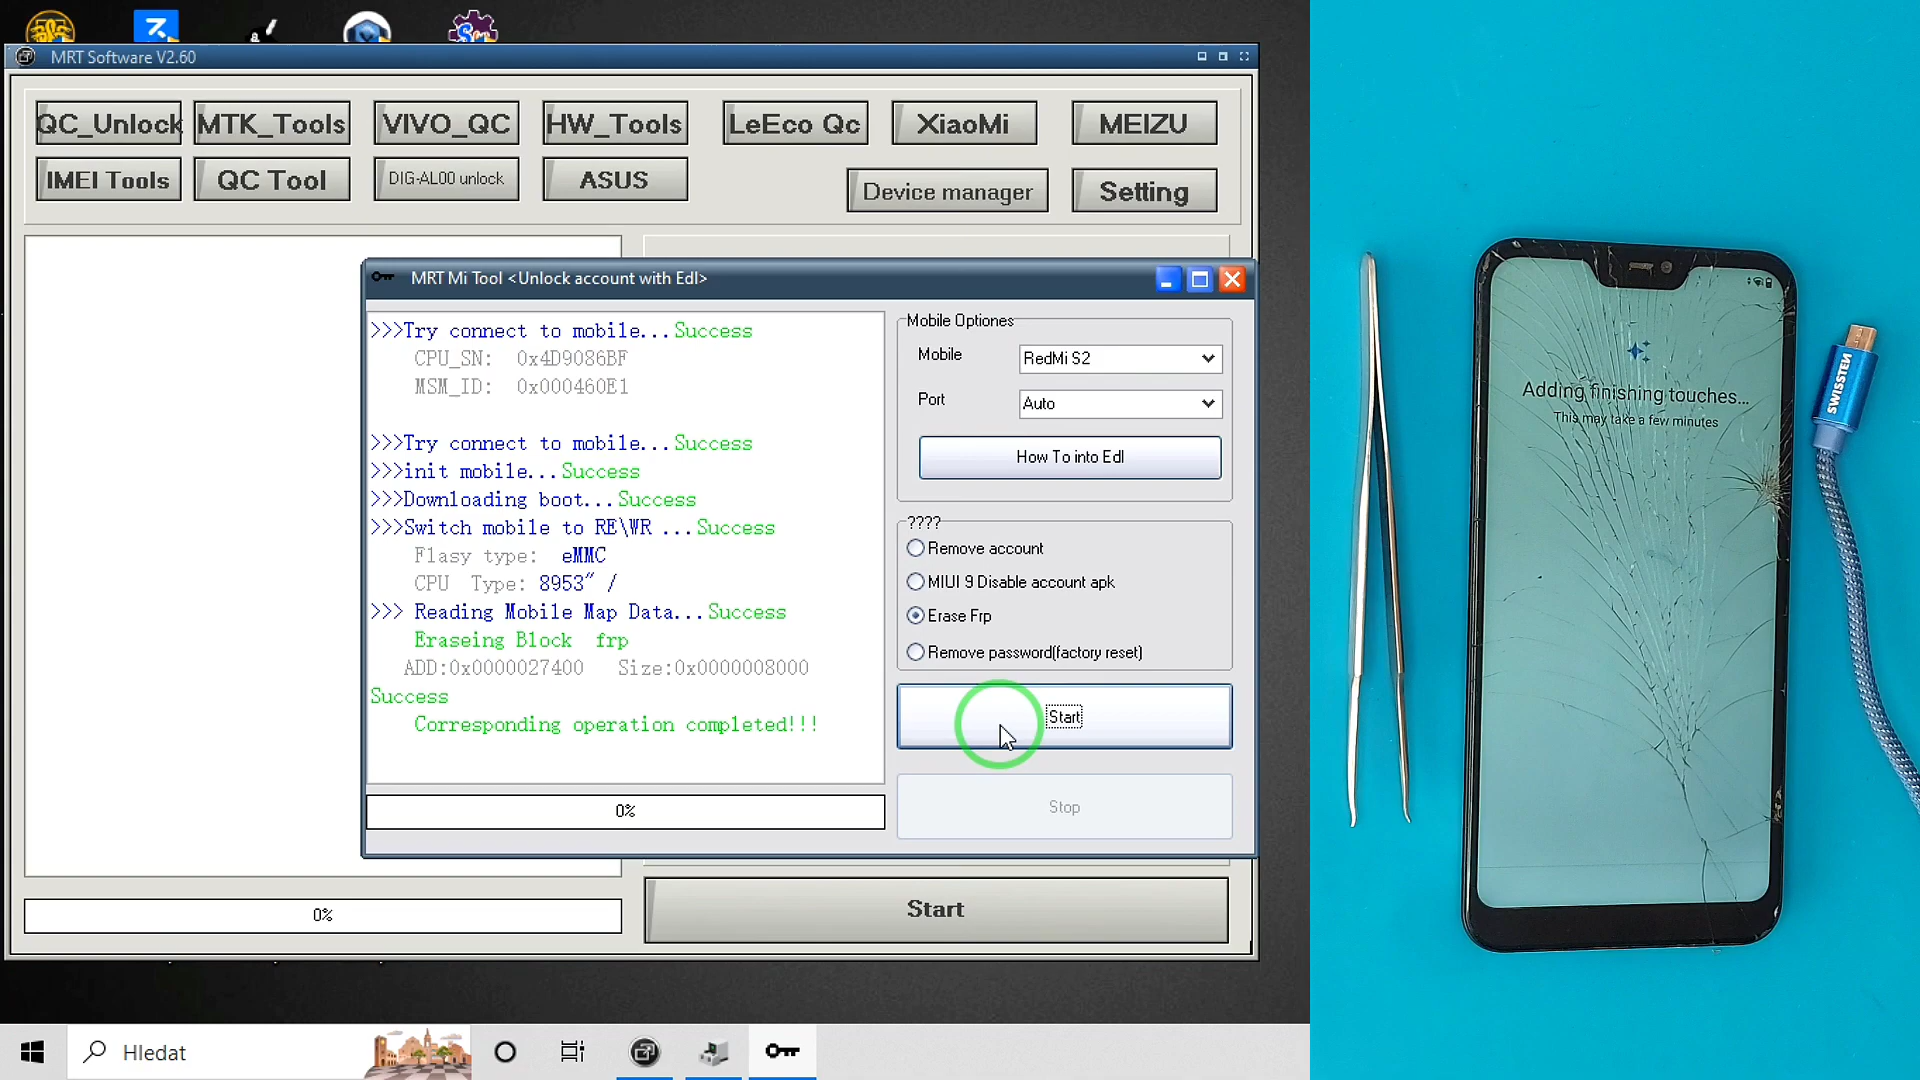 MRT Software V2.60
QC_Unlock MTK_Tools VIVO_QC HW_Tools LeEco Qc XiaoMi MEIZU
IMEI Tools QC Tool DIG-AL00 unlock ASUS Device manager Setting
MRT Mi Tool <Unlock account with Edl>
>>>Try connect to mobile...Success
CPU_SN: 0x4D9086BF
MSM_ID: 0x000460E1
>>>Try connect to mobile...Success
>>>init mobile...Success
>>>Downloading boot...Success
>>>Switch mobile to RE\WR ...Success
Flasy type: eMMC
CPU Type: 8953" /
>>> Reading Mobile Map Data...Success
Eraseing Block frp
ADD:0x0000027400 Size:0x0000008000
Success
Corresponding operation completed!!!
0%
Mobile Optiones
Mobile RedMi S2
Port Auto
How To into Edl
????
Remove account
MIUI 9 Disable account apk
Erase Frp
Remove password(factory reset)
Start
Stop
0%
Start
Hledat
Adding finishing touches...
This may take a few minutes
SWISSTEN